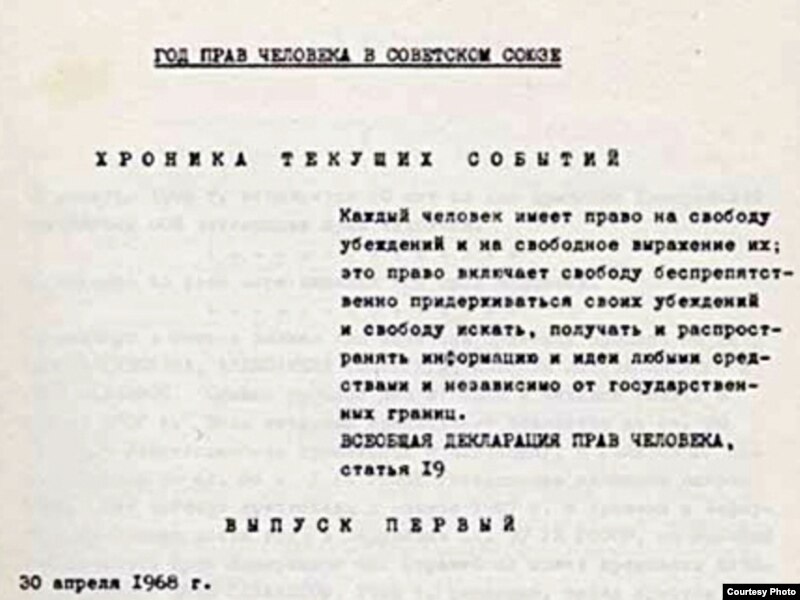 ГОД ПРАВ ЧЕЛОВЕКА В СОВЕТСКОМ СОЮЗЕ
ХРОНИКА ТЕКУЩИХ СОБЫТИЙ
Каждый человек имеет право на свободу
убеждений и на свободное выражение их;
это право включает свободу беспрепятст-
венно придерживаться своих убеждений
и свободу искать, получать и распрост-
ранять информацию и идеи любыми сред-
ствами и независимо от государствен-
ных границ.
ВСЕОБЩАЯ ДЕКЛАРАЦИЯ ПРАВ ЧЕЛОВЕКА,
статья 19
ВЫПУСК ПЕРВЫЙ
30 апреля 1968 г.
Courtesy Photo